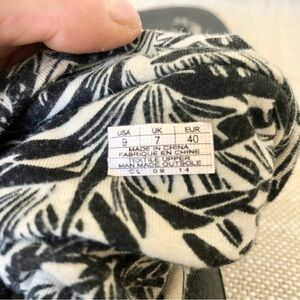 USA UK EUR
9 7 40
MADE IN CHINA
FABRIQUE EN CHINE
TEXTILE UPPER
MAN MADE OUTSOLE
CL 09 14